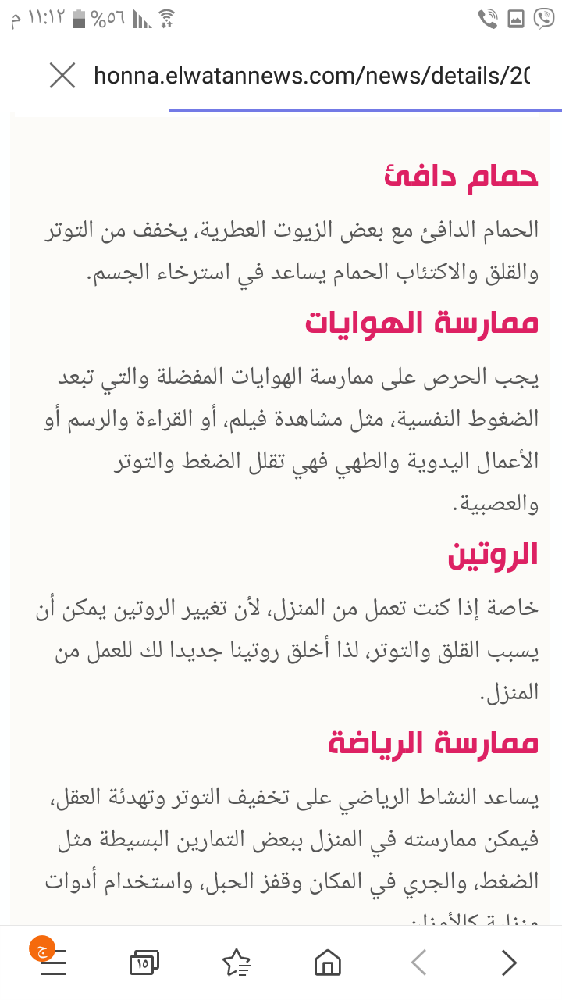 ١١:١٢ م %٥٦
honna.elwatannews.com/news/details/20
حمام دافئ
الحمام الدافئ مع بعض الزيوت العطرية، يخفف من التوتر
والقلق والاكتئاب الحمام يساعد في استرخاء الجسم.
ممارسة الهوايات
يجب الحرص على ممارسة الهوايات المفضلة والتي تبعد
الضغوط النفسية، مثل مشاهدة فيلم، أو القراءة والرسم أو
الأعمال اليدوية والطهي فهي تقلل الضغط والتوتر
والعصبية.
الروتين
خاصة إذا كنت تعمل من المنزل، لأن تغيير الروتين يمكن أن
يسبب القلق والتوتر، لذا أخلق روتينا جديدا لك للعمل من
المنزل.
ممارسة الرياضة
يساعد النشاط الرياضي على تخفيف التوتر وتهدئة العقل،
فيمكن ممارسته في المنزل ببعض التمارين البسيطة مثل
الضغط، والجري في المكان وقفز الحبل، واستخدام أدوات
منزلية كالأوزان
ج
١٥